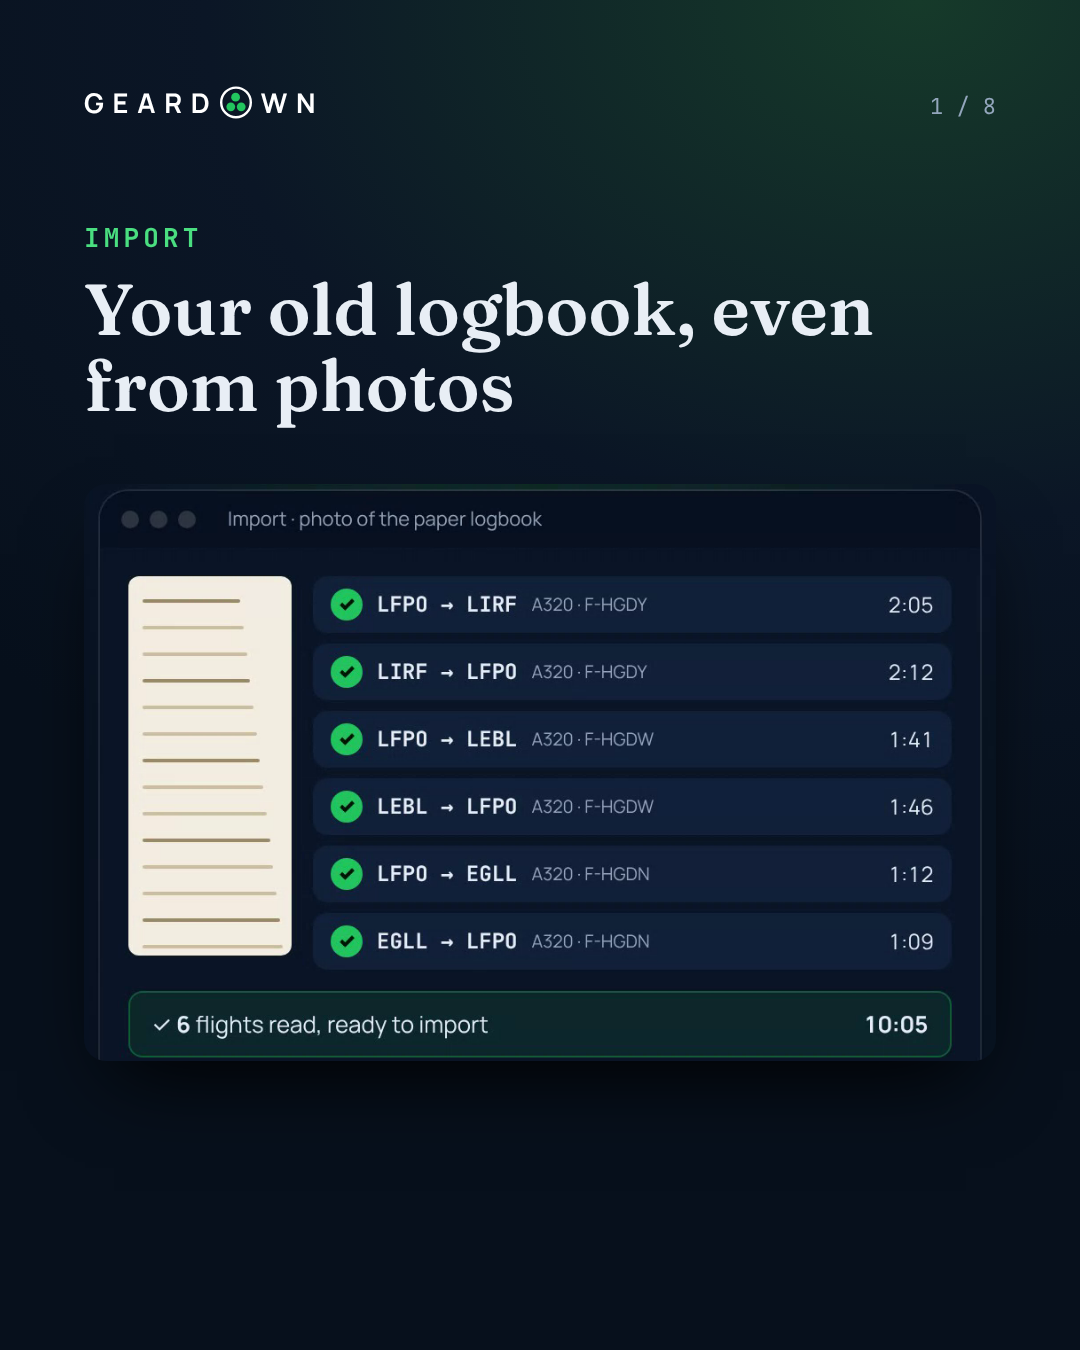 GEARDOWN
1 / 8
IMPORT
Your old logbook, even
from photos
Import · photo of the paper logbook
LFPO → LIRF A320 · F-HGDY 2:05
LIRF → LFPO A320 · F-HGDY 2:12
LFPO → LEBL A320 · F-HGDW 1:41
LEBL → LFPO A320 · F-HGDW 1:46
LFPO → EGLL A320 · F-HGDN 1:12
EGLL → LFPO A320 · F-HGDN 1:09
✓ 6 flights read, ready to import 10:05